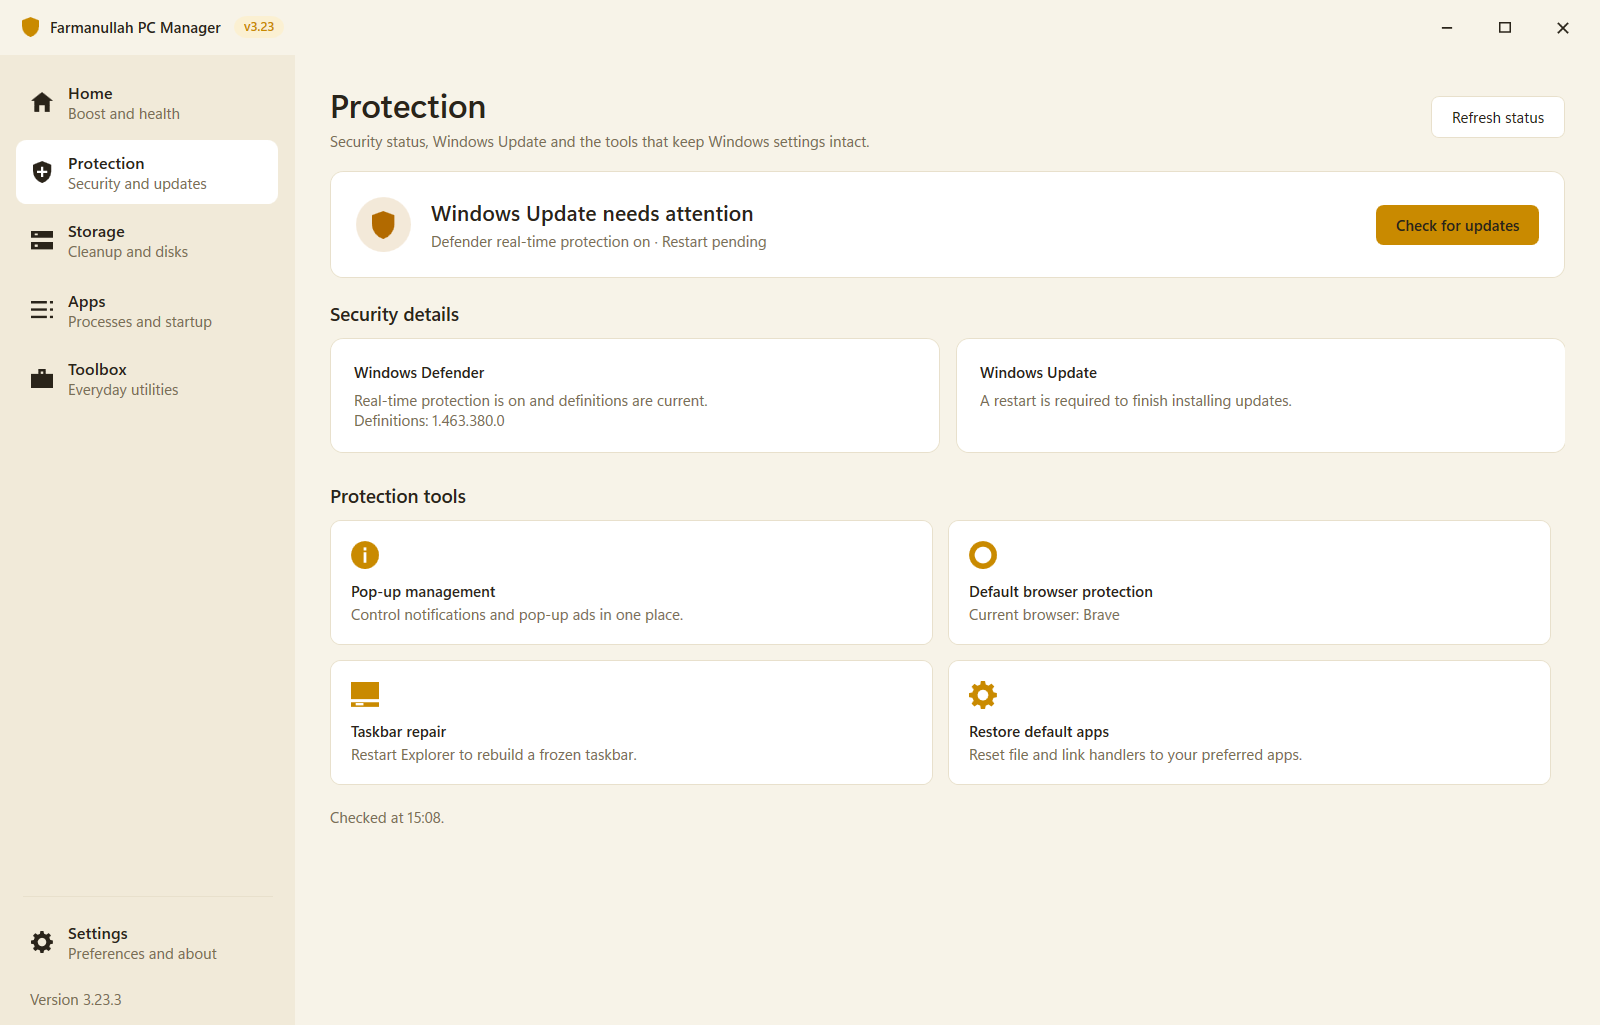 Farmanullah PC Manager v3.23
Home
Boost and health
Protection
Security and updates
Storage
Cleanup and disks
Apps
Processes and startup
Toolbox
Everyday utilities
Settings
Preferences and about
Version 3.23.3
Protection
Security status, Windows Update and the tools that keep Windows settings intact.
Refresh status
Windows Update needs attention
Defender real-time protection on · Restart pending
Check for updates
Security details
Windows Defender
Real-time protection is on and definitions are current.
Definitions: 1.463.380.0
Windows Update
A restart is required to finish installing updates.
Protection tools
Pop-up management
Control notifications and pop-up ads in one place.
Default browser protection
Current browser: Brave
Taskbar repair
Restart Explorer to rebuild a frozen taskbar.
Restore default apps
Reset file and link handlers to your preferred apps.
Checked at 15:08.